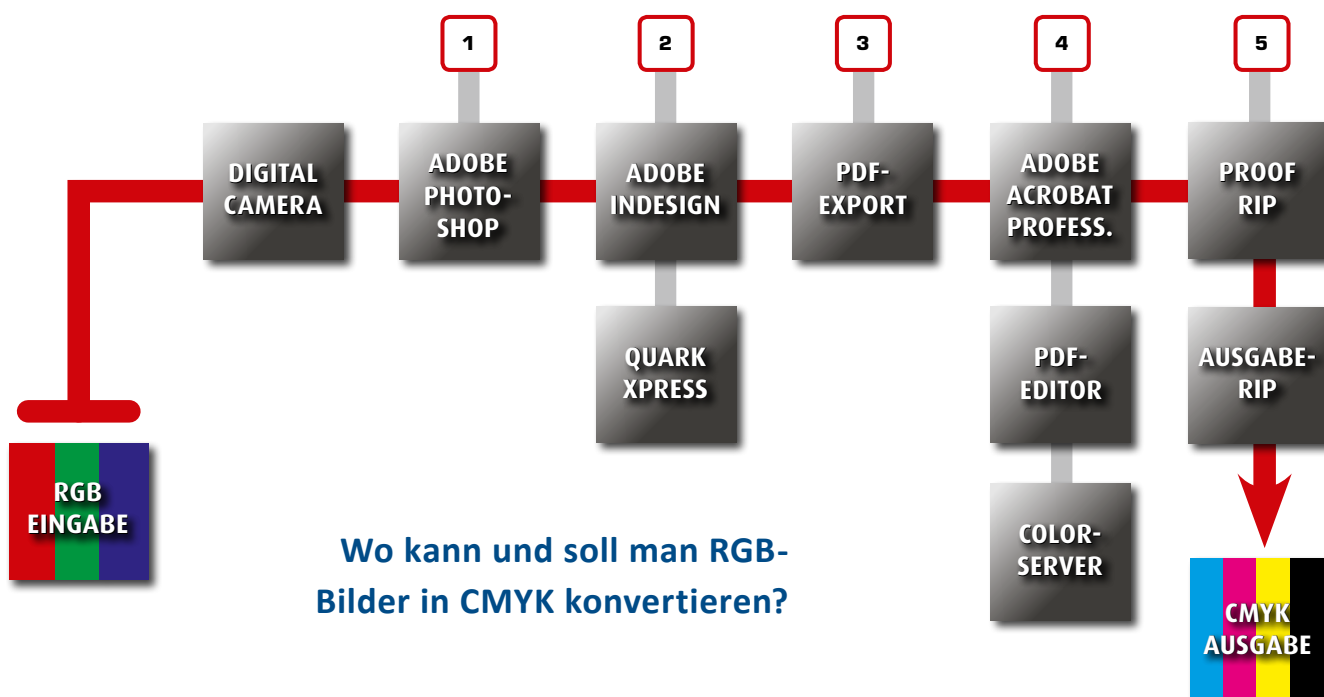 1
2
3
4
5
DIGITAL
CAMERA
ADOBE
PHOTO-
SHOP
ADOBE
INDESIGN
PDF-
EXPORT
ADOBE
ACROBAT
PROFESS.
PROOF
RIP
QUARK
XPRESS
PDF-
EDITOR
AUSGABE-
RIP
RGB
EINGABE
COLOR-
SERVER
Wo kann und soll man RGB-
Bilder in CMYK konvertieren?
CMYK
AUSGABE